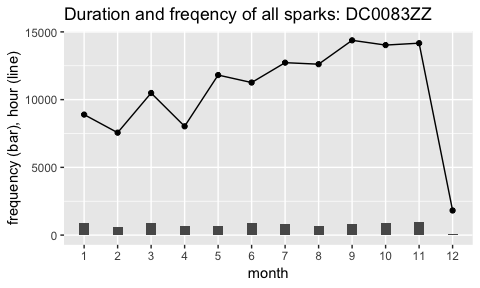 Duration and freqency of all sparks: DC0083ZZ
frequency (bar), hour (line)
15000
10000
5000
0
1 2 3 4 5 6 7 8 9 10 11 12
month